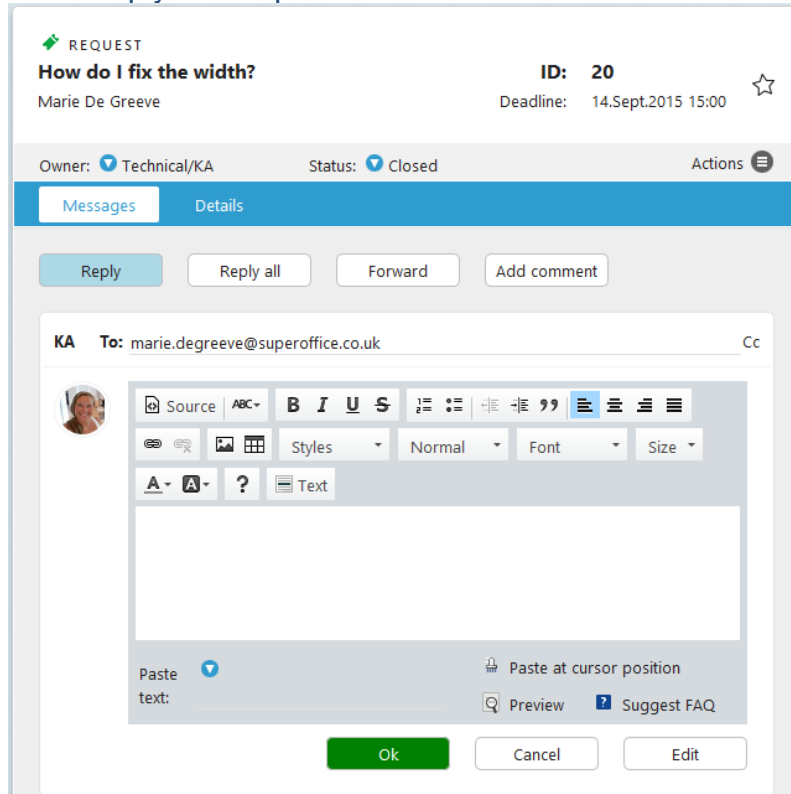 REQUEST
How do I fix the width? ID: 20
Marie De Greeve Deadline: 14.Sept.2015 15:00
Owner: Technical/KA Status: Closed Actions
Messages Details
Reply Reply all Forward Add comment
KA To: marie.degreeve@superoffice.co.uk Cc
Source ABC B I U S
Styles Normal Font Size
A A ? Text
Paste text: Paste at cursor position
Preview ? Suggest FAQ
Ok Cancel Edit